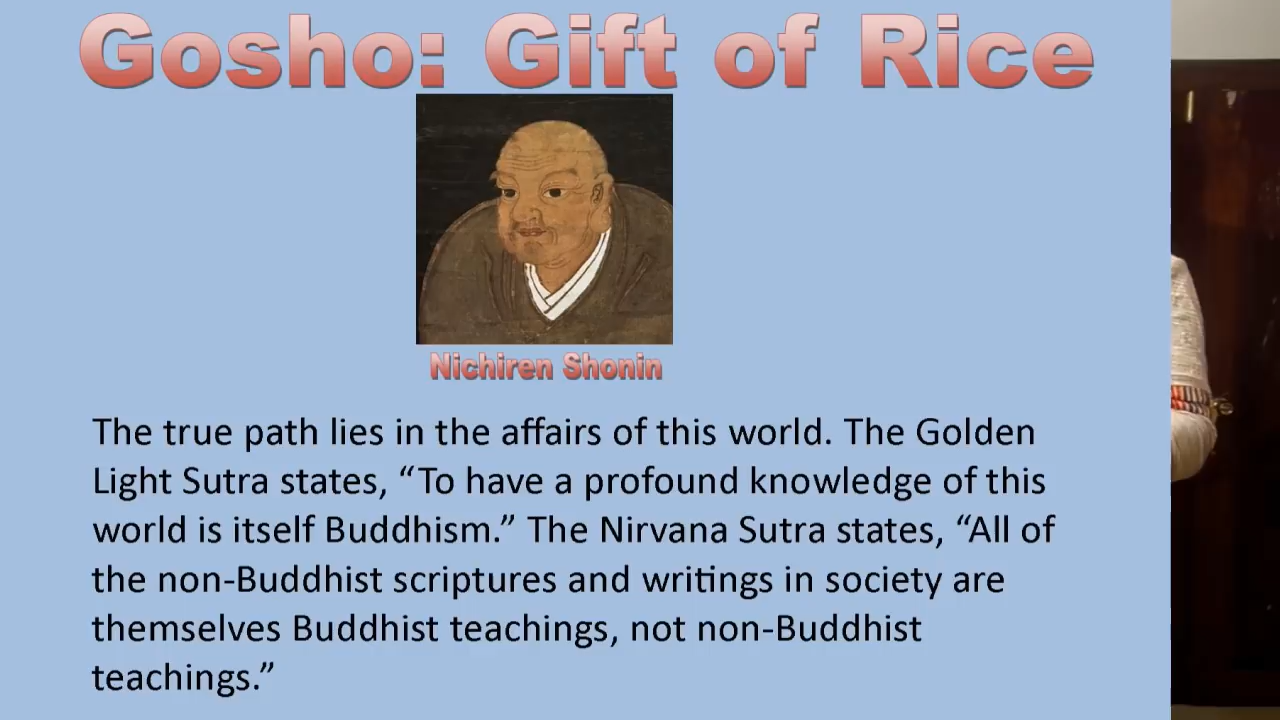 Gosho: Gift of Rice
Nichiren Shonin
The true path lies in the affairs of this world. The Golden
Light Sutra states, “To have a profound knowledge of this
world is itself Buddhism.” The Nirvana Sutra states, “All of
the non-Buddhist scriptures and writings in society are
themselves Buddhist teachings, not non-Buddhist
teachings.”